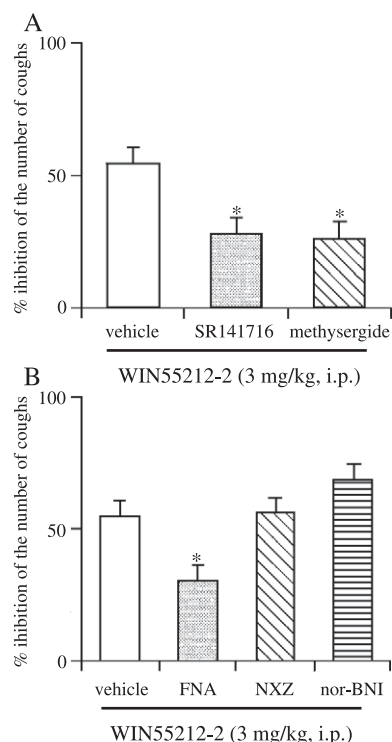 A
% ihibition of the number of coughs
100
50
0
*
*
vehicle SR141716 methysergide
WIN55212-2 (3 mg/kg, i.p.)
B
% ihibition of the number of coughs
100
50
0
*
vehicle FNA NXZ nor-BNI
WIN55212-2 (3 mg/kg, i.p.)